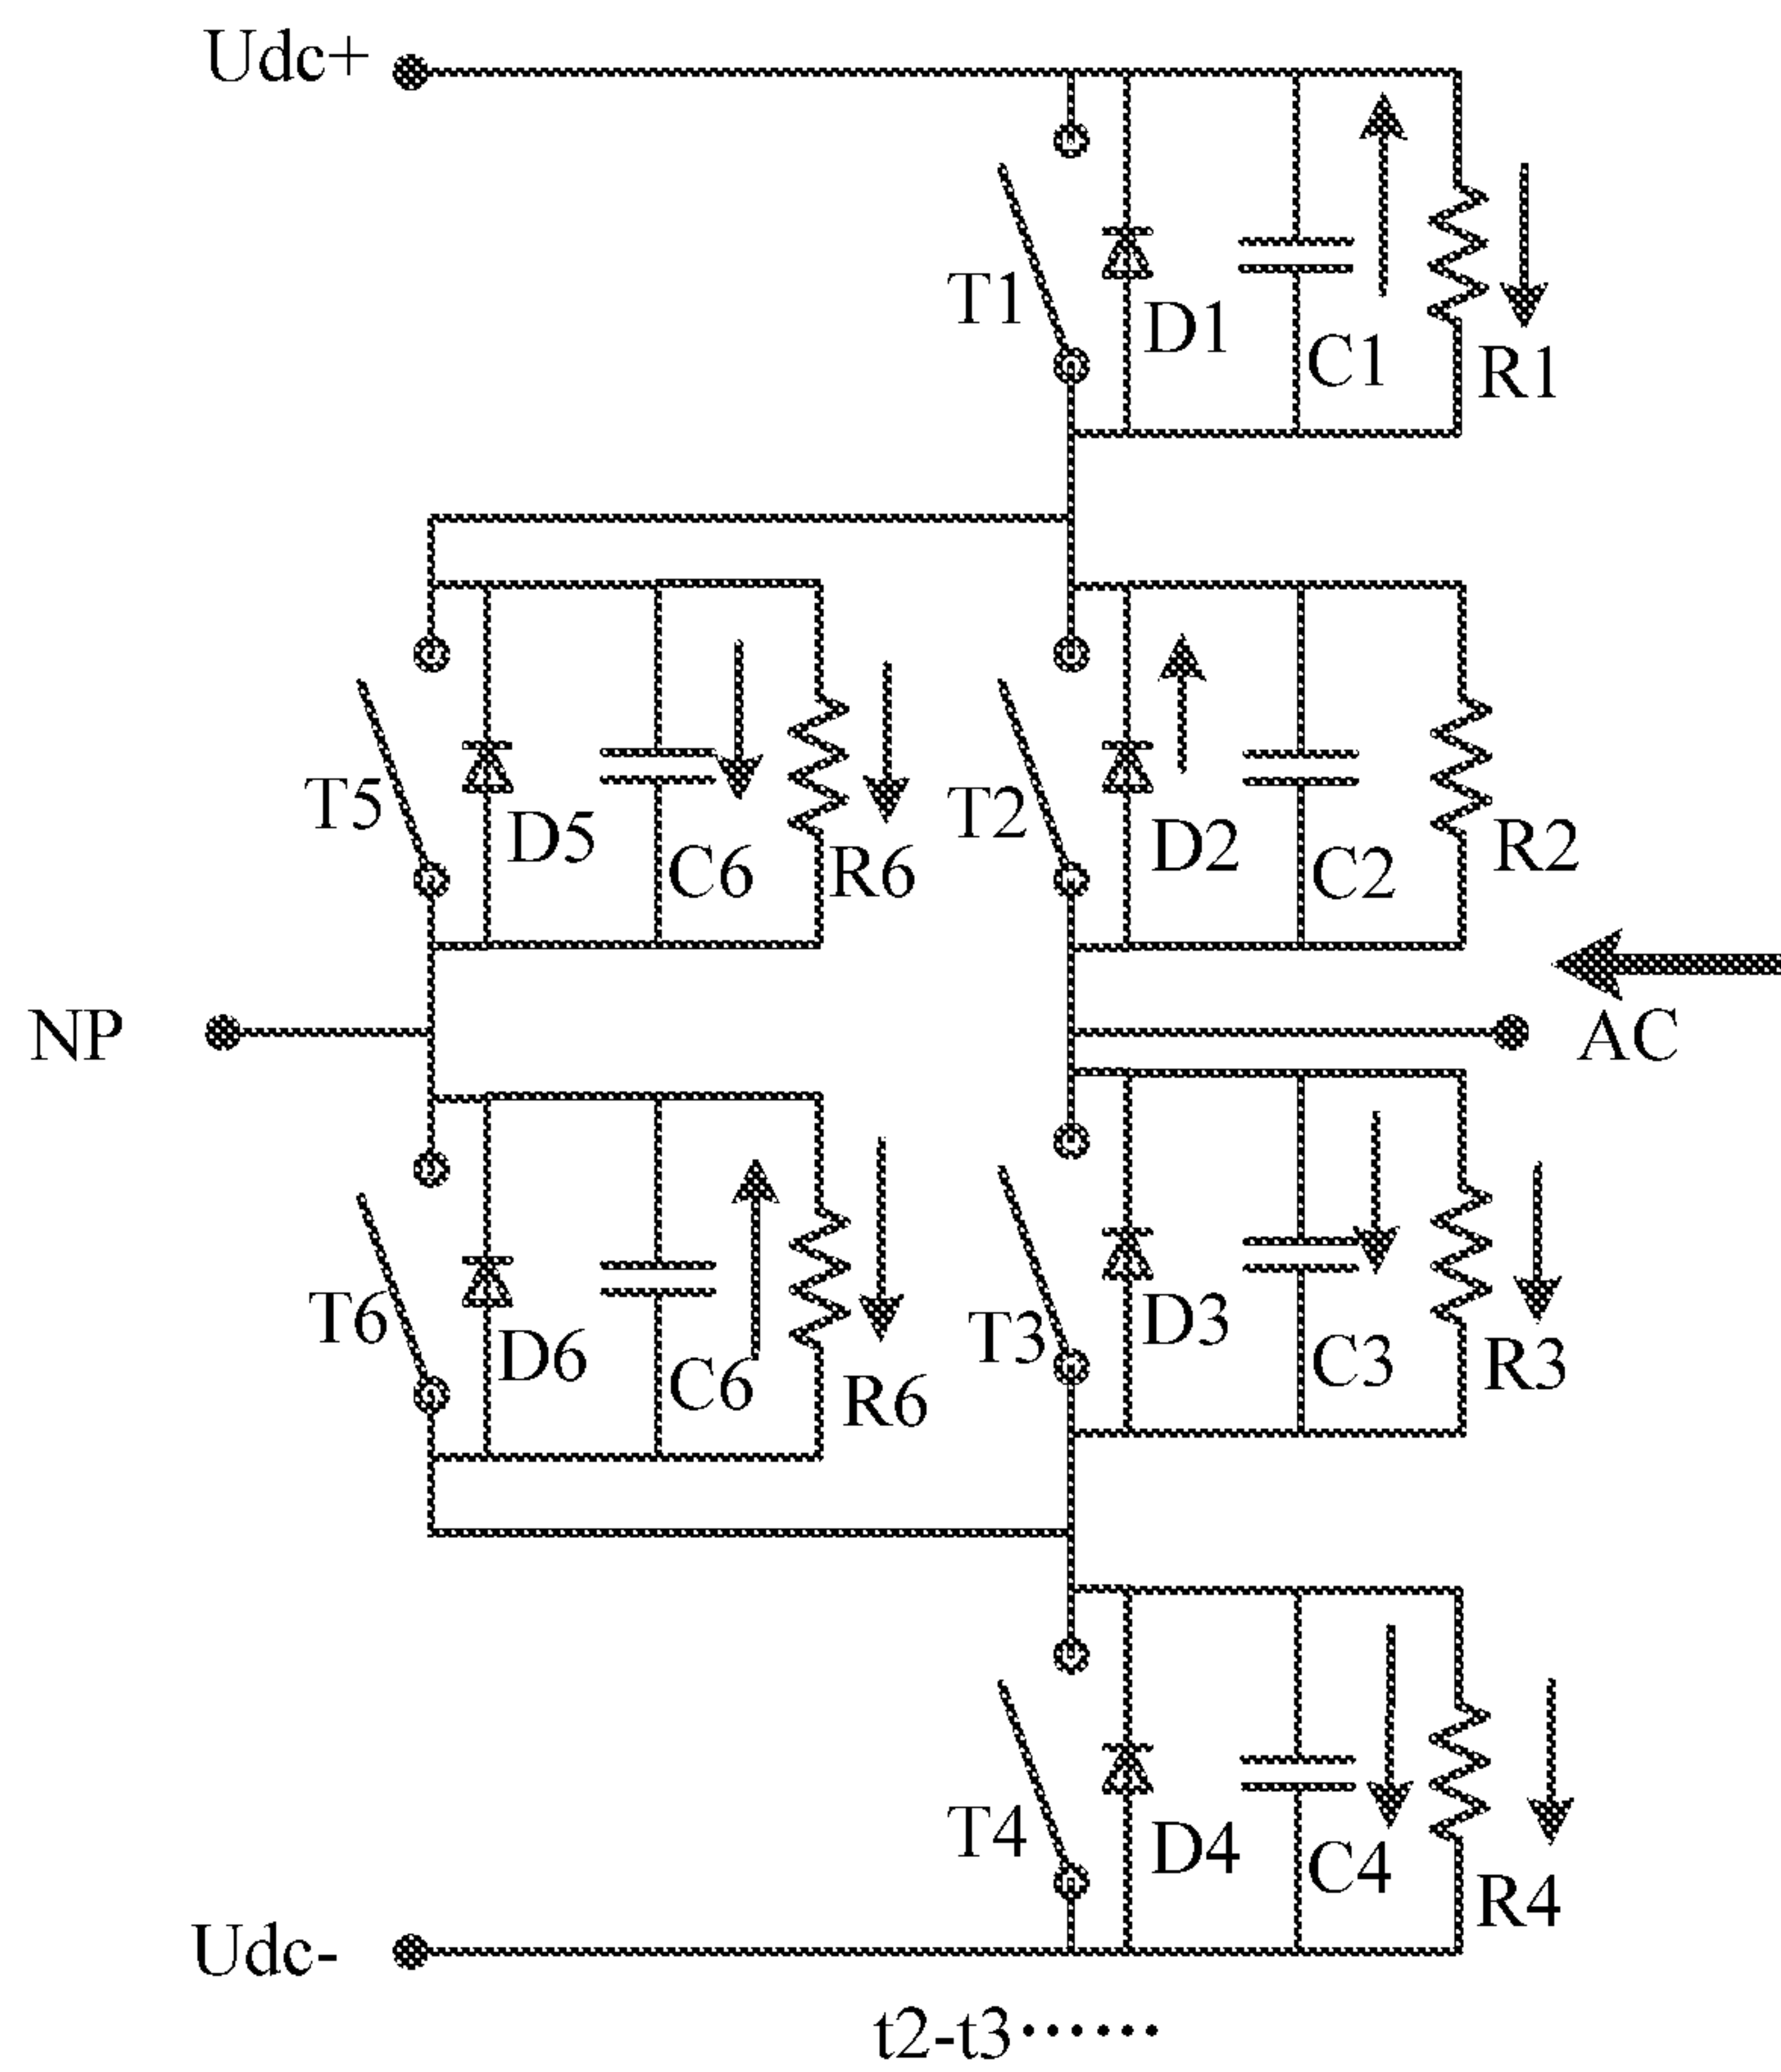 Udc+
T1
D1
C1
R1
T5
D5
C6
R6
T2
D2
C2
R2
NP
AC
T6
D6
C6
R6
T3
D3
C3
R3
T4
D4
C4
R4
Udc-
t2-t3······